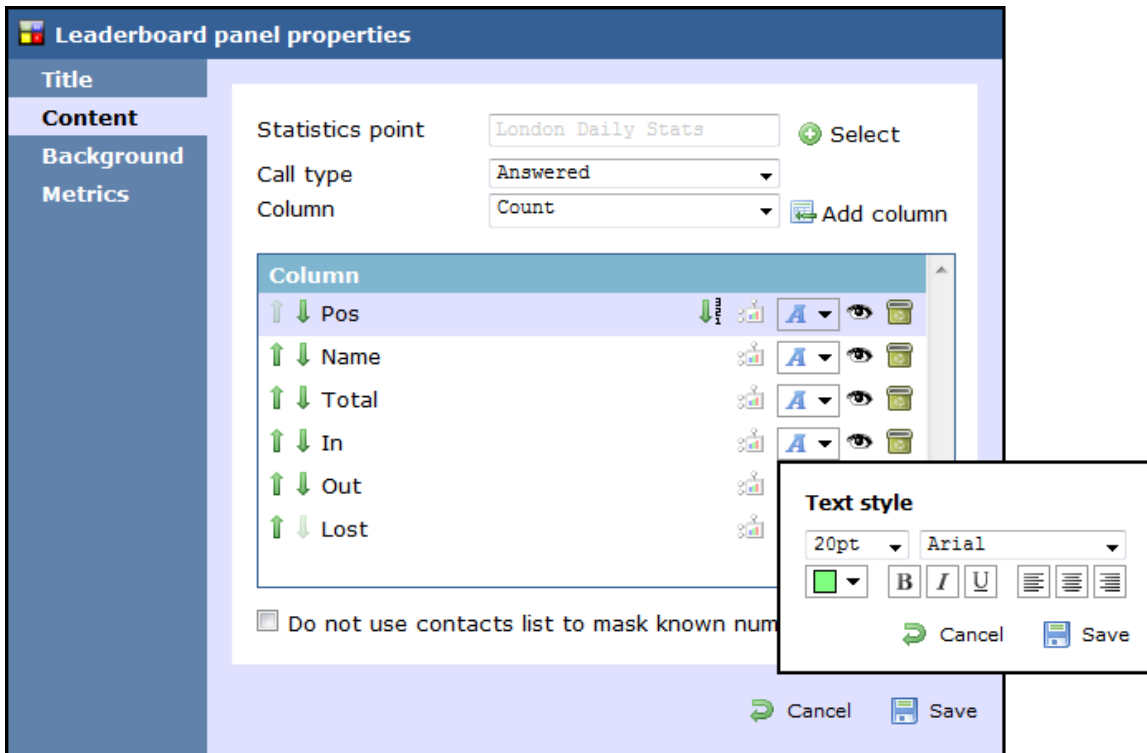 Leaderboard panel properties
Title
Content
Background
Metrics
Statistics point London Daily Stats Select
Call type Answered
Column Count Add column
Column
Pos
Name
Total
In
Out
Lost
Do not use contacts list to mask known num
Cancel Save
Text style
20pt Arial
B I U
Cancel Save